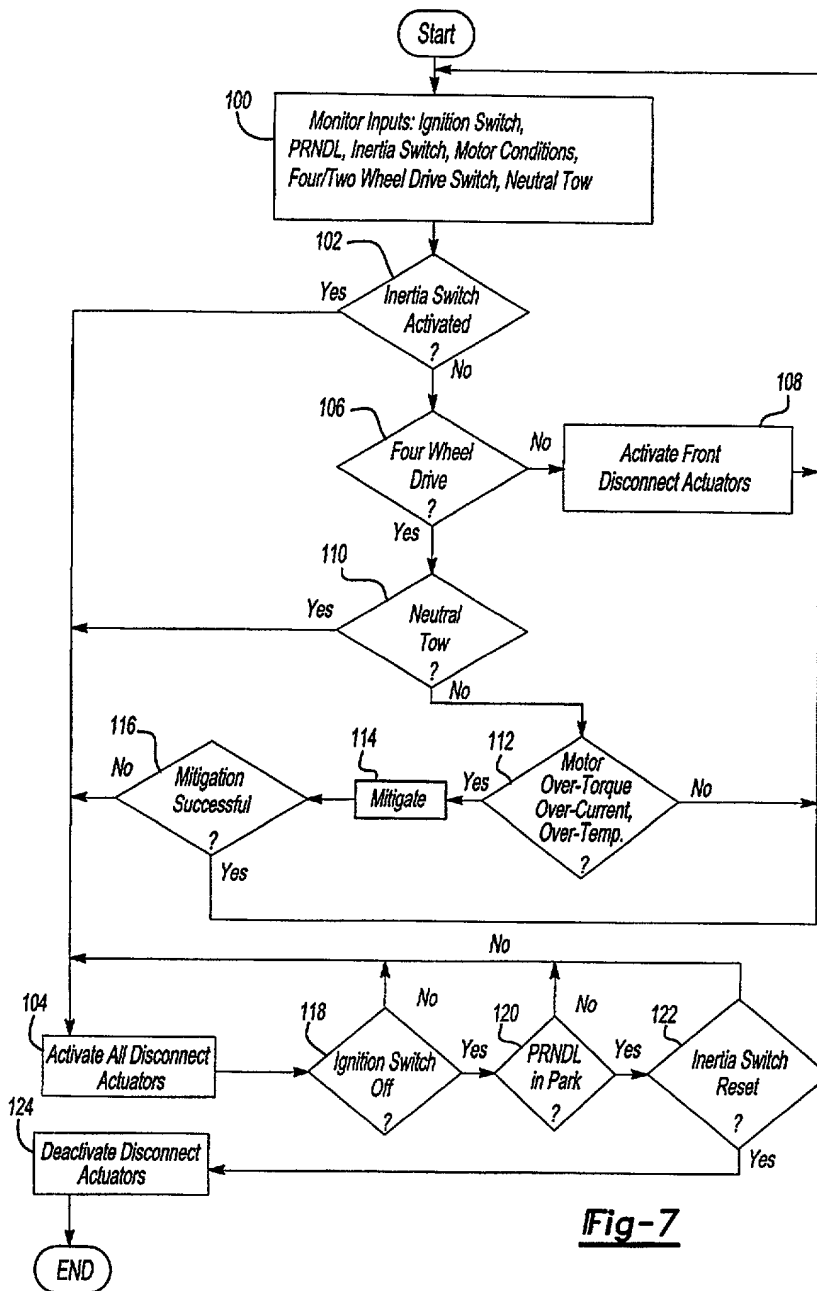 Start
100
Monitor Inputs: Ignition Switch,
PRNDL, Inertia Switch, Motor Conditions,
Four/Two Wheel Drive Switch, Neutral Tow
102
Yes
Inertia Switch
Activated
?
No
106
Four Wheel
Drive
?
No
108
Activate Front
Disconnect Actuators
Yes
110
Yes
Neutral
Tow
?
No
116
No
Mitigation
Successful
?
Yes
114
Mitigate
Yes
112
Motor
Over-Torque
Over-Current,
Over-Temp.
?
No
No
104
Activate All Disconnect
Actuators
118
No
Ignition Switch
Off
?
Yes
120
No
PRNDL
in Park
?
Yes
122
Inertia Switch
Reset
?
Yes
124
Deactivate Disconnect
Actuators
END
Fig-7